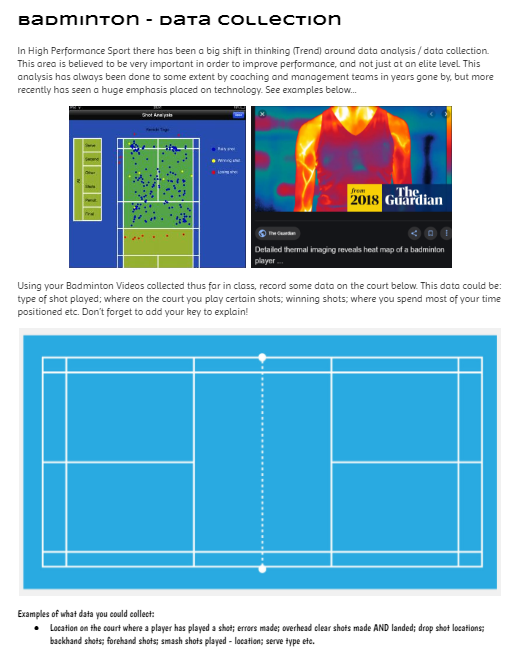 BADMINTON - DATA COLLECTION
In High Performance Sport there has been a big shift in thinking (Trend) around data analysis / data collection.
This area is believed to be very important in order to improve performance, and not just at an elite level. This
analysis has always been done to some extent by coaching and management teams in years gone by, but more
recently has seen a huge emphasis placed on technology. See examples below...
Shot Analysis
Rally shot
Winning shot
Losing shot
from
2018
The
Guardian
The Guardian
Detailed thermal imaging reveals heat map of a badminton
player ...
Using your Badminton Videos collected thus far in class, record some data on the court below. This data could be:
type of shot played; where on the court you play certain shots; winning shots; where you spend most of your time
positioned etc. Don't forget to add your key to explain!
Examples of what data you could collect:
• Location on the court where a player has played a shot; errors made; overhead clear shots made AND landed; drop shot locations;
backhand shots; forehand shots; smash shots played - location; serve type etc.